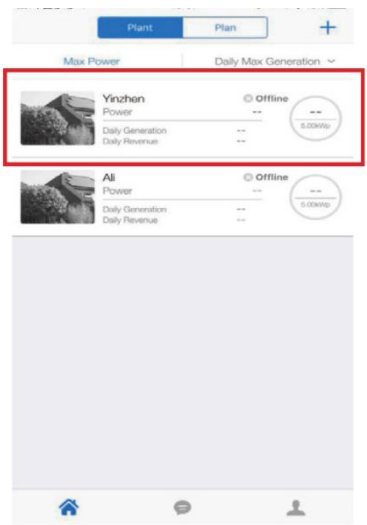 Plant Plan +
Max Power Daily Max Generation
Yinzhen Offline
Power -- --
Daily Generation -- 5.00kWp
Daily Revenue --
Ali Offline
Power -- --
Daily Generation -- 5.00kWp
Daily Revenue --